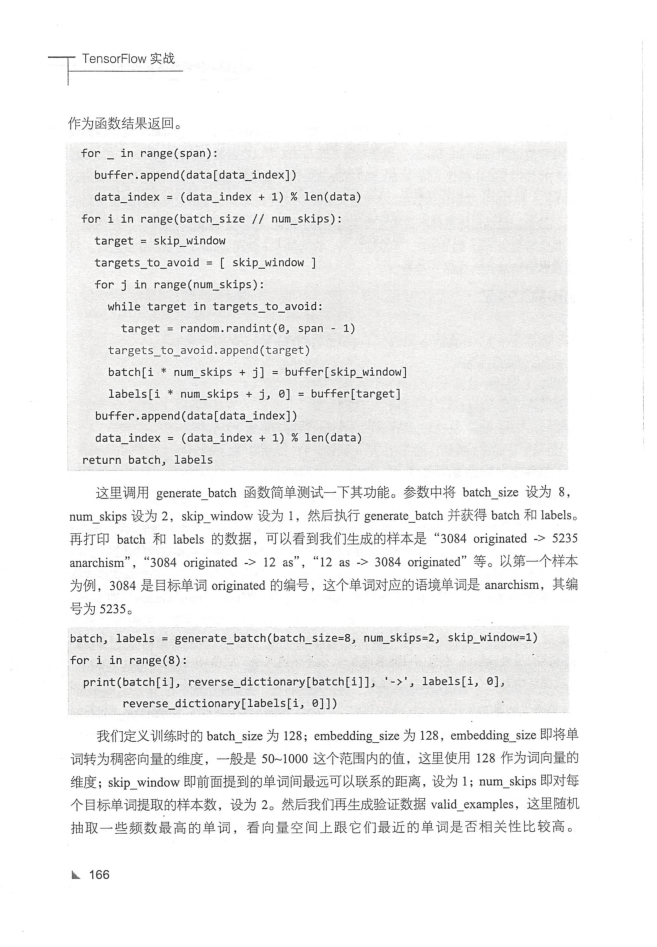 TensorFlow 实战
作为函数结果返回。
for _ in range(span):
buffer.append(data[data_index])
data_index = (data_index + 1) % len(data)
for i in range(batch_size // num_skips):
target = skip_window
targets_to_avoid = [ skip_window ]
for j in range(num_skips):
while target in targets_to_avoid:
target = random.randint(0, span - 1)
targets_to_avoid.append(target)
batch[i * num_skips + j] = buffer[skip_window]
labels[i * num_skips + j, 0] = buffer[target]
buffer.append(data[data_index])
data_index = (data_index + 1) % len(data)
return batch, labels
这里调用 generate_batch 函数简单测试一下其功能。参数中将 batch_size 设为 8，
num_skips 设为 2，skip_window 设为 1，然后执行 generate_batch 并获得 batch 和 labels。
再打印 batch 和 labels 的数据，可以看到我们生成的样本是“3084 originated -> 5235
anarchism”，“3084 originated -> 12 as”，“12 as -> 3084 originated”等。以第一个样本
为例，3084 是目标单词 originated 的编号，这个单词对应的语境单词是 anarchism，其编
号为 5235。
batch, labels = generate_batch(batch_size=8, num_skips=2, skip_window=1)
for i in range(8):
print(batch[i], reverse_dictionary[batch[i]], '->', labels[i, 0],
reverse_dictionary[labels[i, 0]])
我们定义训练时的 batch_size 为 128；embedding_size 为 128，embedding_size 即将单
词转为稠密向量的维度，一般是 50~1000 这个范围内的值，这里使用 128 作为词向量的
维度；skip_window 即前面提到的单词间最远可以联系的距离，设为 1；num_skips 即对每
个目标单词提取的样本数，设为 2。然后我们再生成验证数据 valid_examples，这里随机
抽取一些频数最高的单词，看向量空间上跟它们最近的单词是否相关性比较高。
166